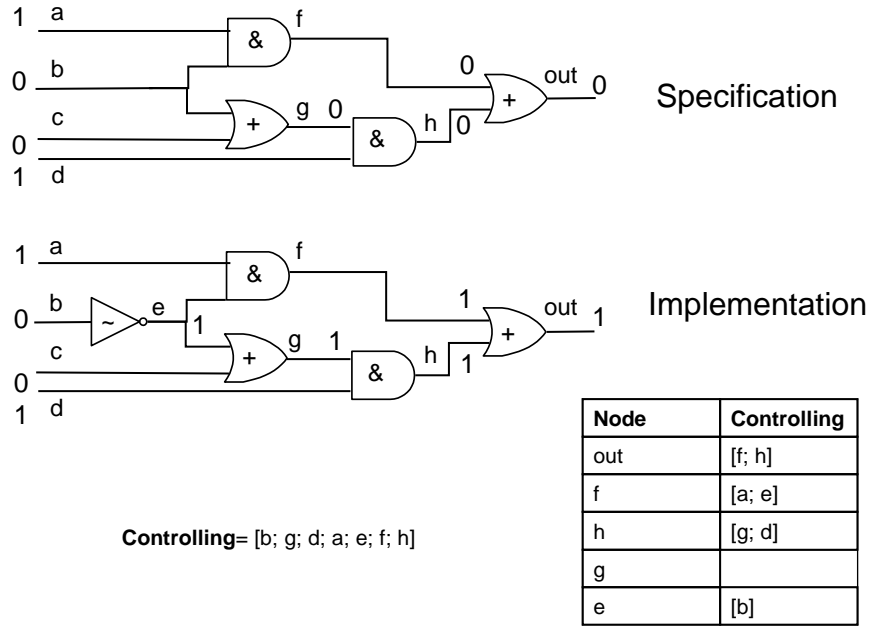 1 a
f
&
0 b
0
out 0
Specification
+
c
g 0
+
h
0
&
0
1 d
1 a
f
&
0 b
e
1
~
1
out 1
Implementation
+
c
g 1
+
h
1
&
0
1 d
Node Controlling
out [f; h]
f [a; e]
h [g; d]
g
e [b]
Controlling= [b; g; d; a; e; f; h]